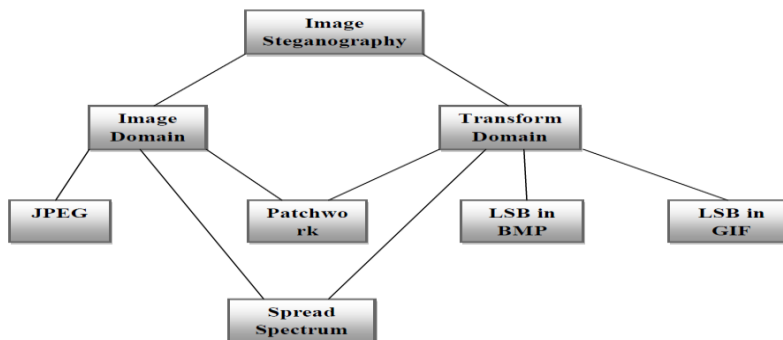 Image
Steganography
Image
Domain
Transform
Domain
JPEG
Patchwo
rk
LSB in
BMP
LSB in
GIF
Spread
Spectrum